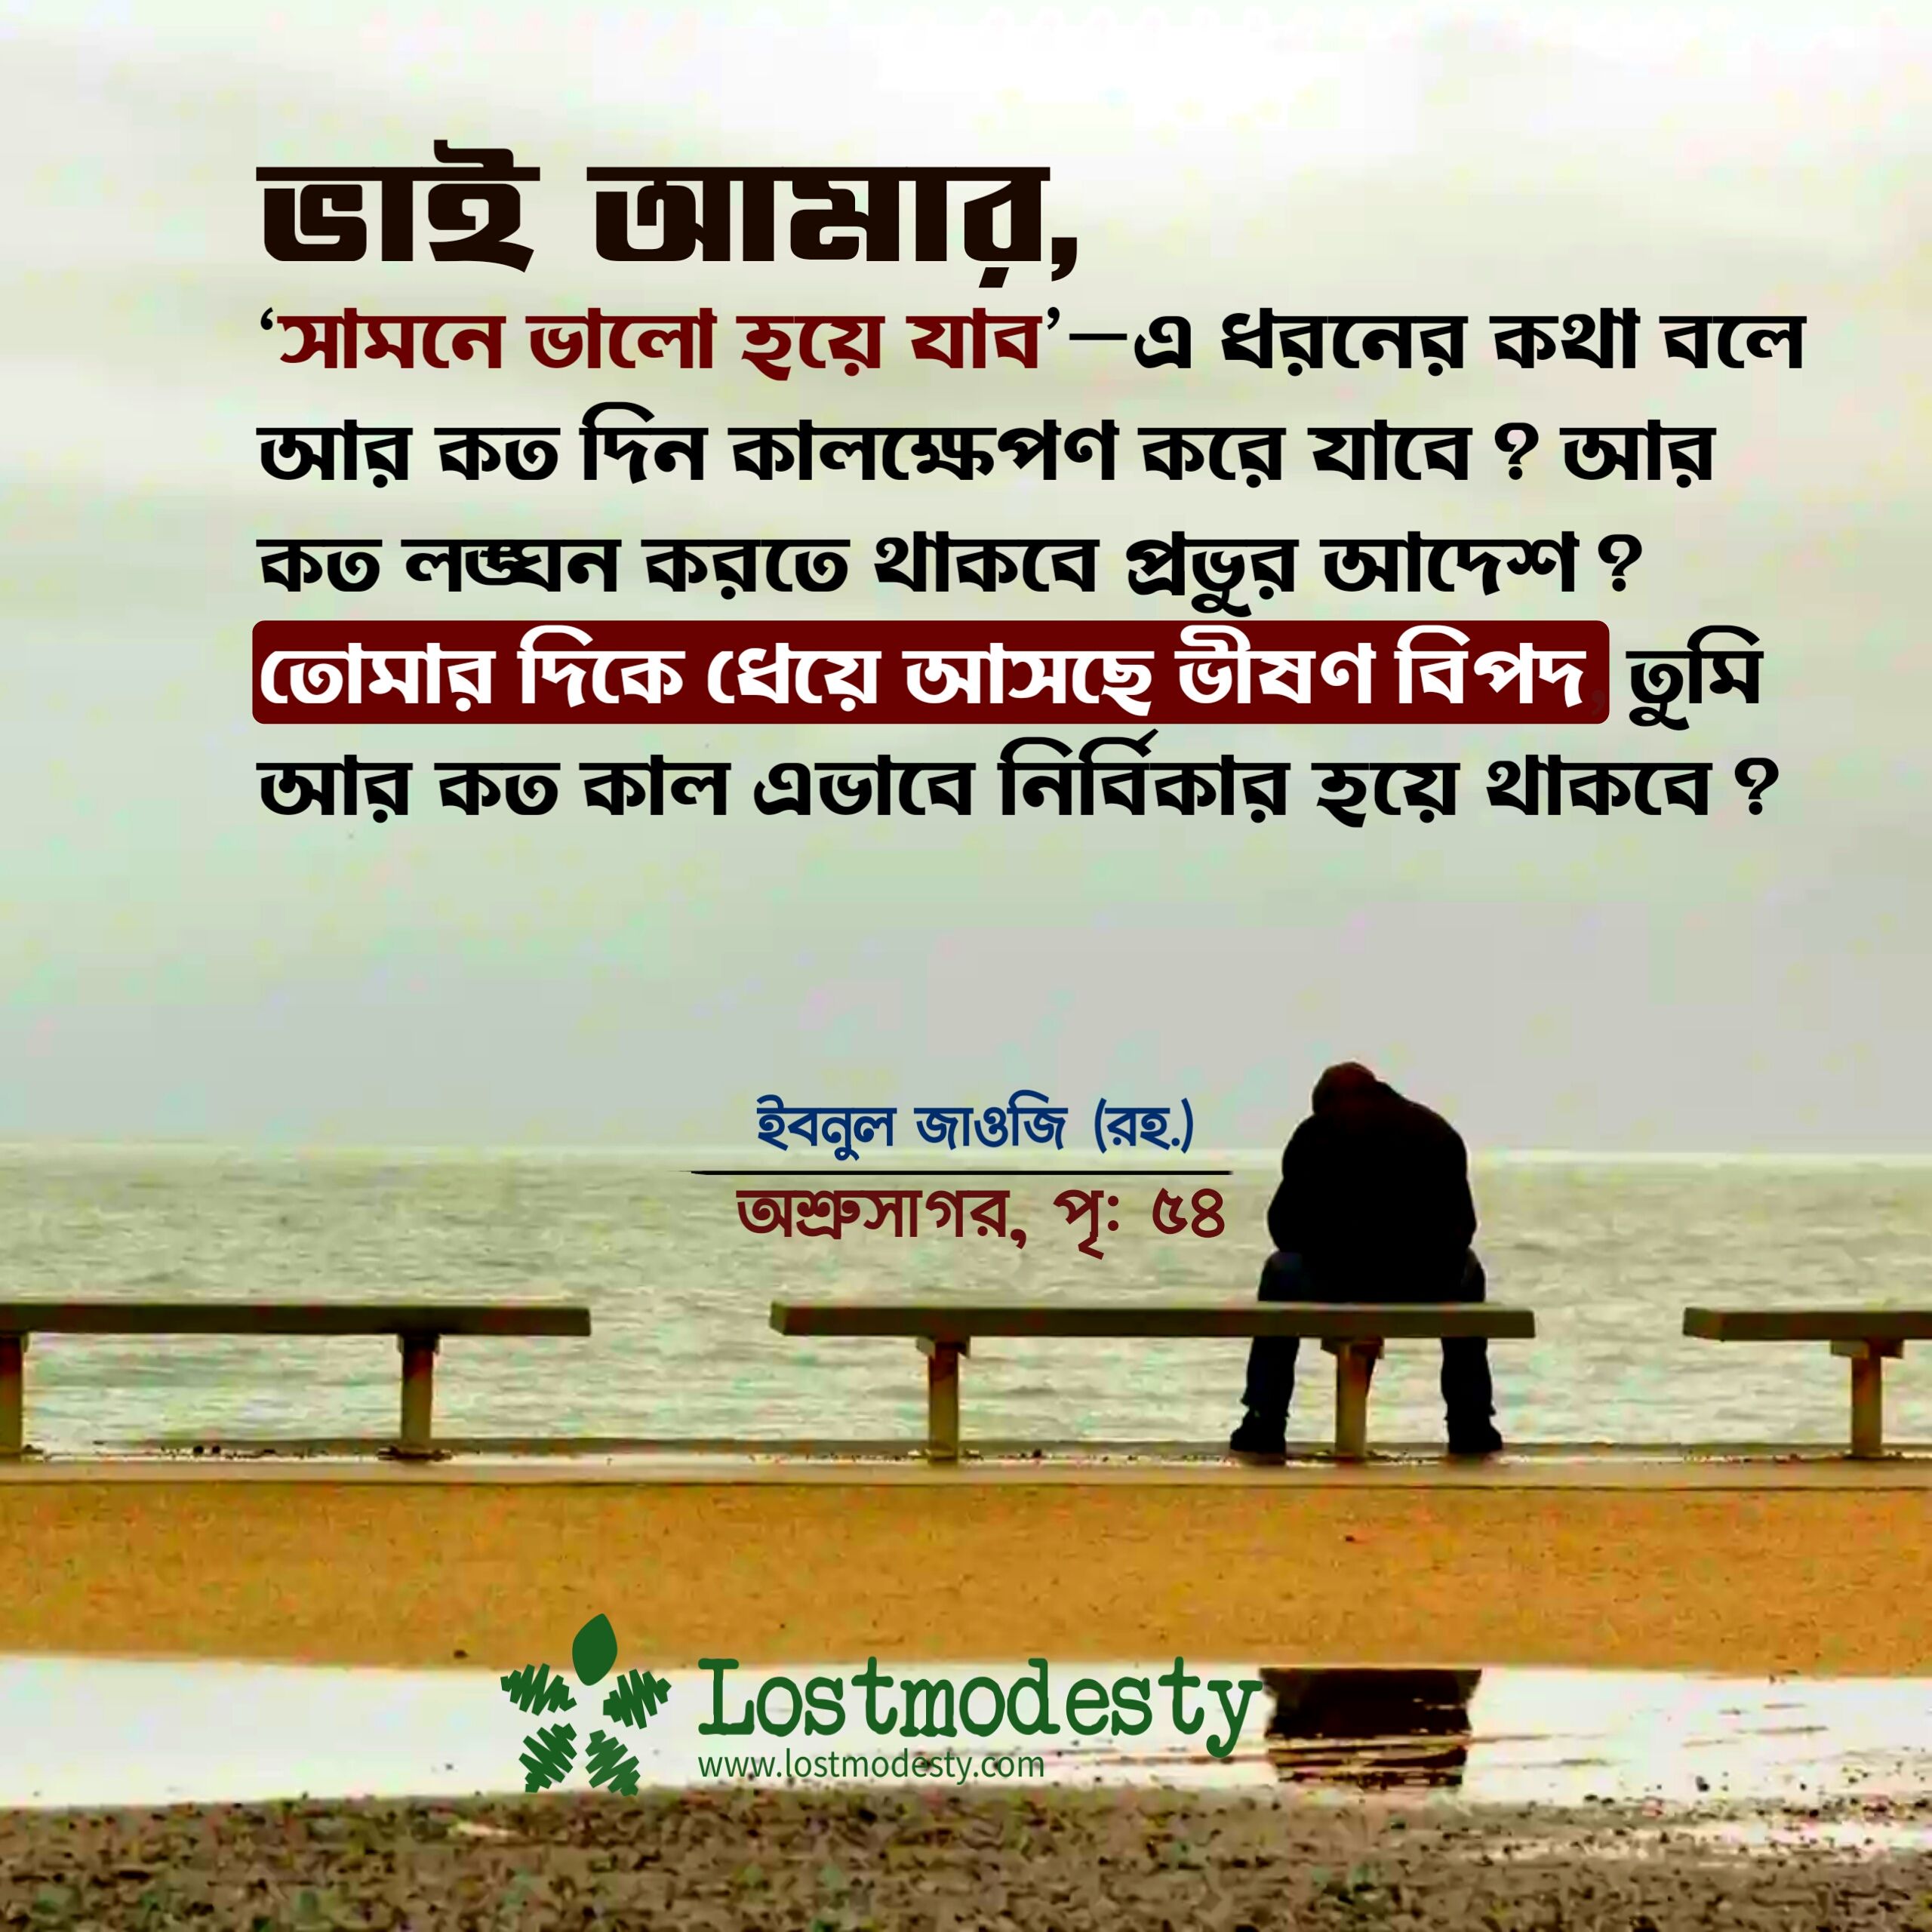 ভাই আমার,
‘সামনে ভালো হয়ে যাব’—এ ধরনের কথা বলে
আর কত দিন কালক্ষেপণ করে যাবে ? আর
কত লঙ্ঘন করতে থাকবে প্রভুর আদেশ ?
তোমার দিকে ধেয়ে আসছে ভীষণ বিপদ, তুমি
আর কত কাল এভাবে নির্বিকার হয়ে থাকবে ?
ইবনুল জাওজি (রহ.)
অশ্রুসাগর, পৃঃ ৫৪
Lostmodesty
www.lostmodesty.com